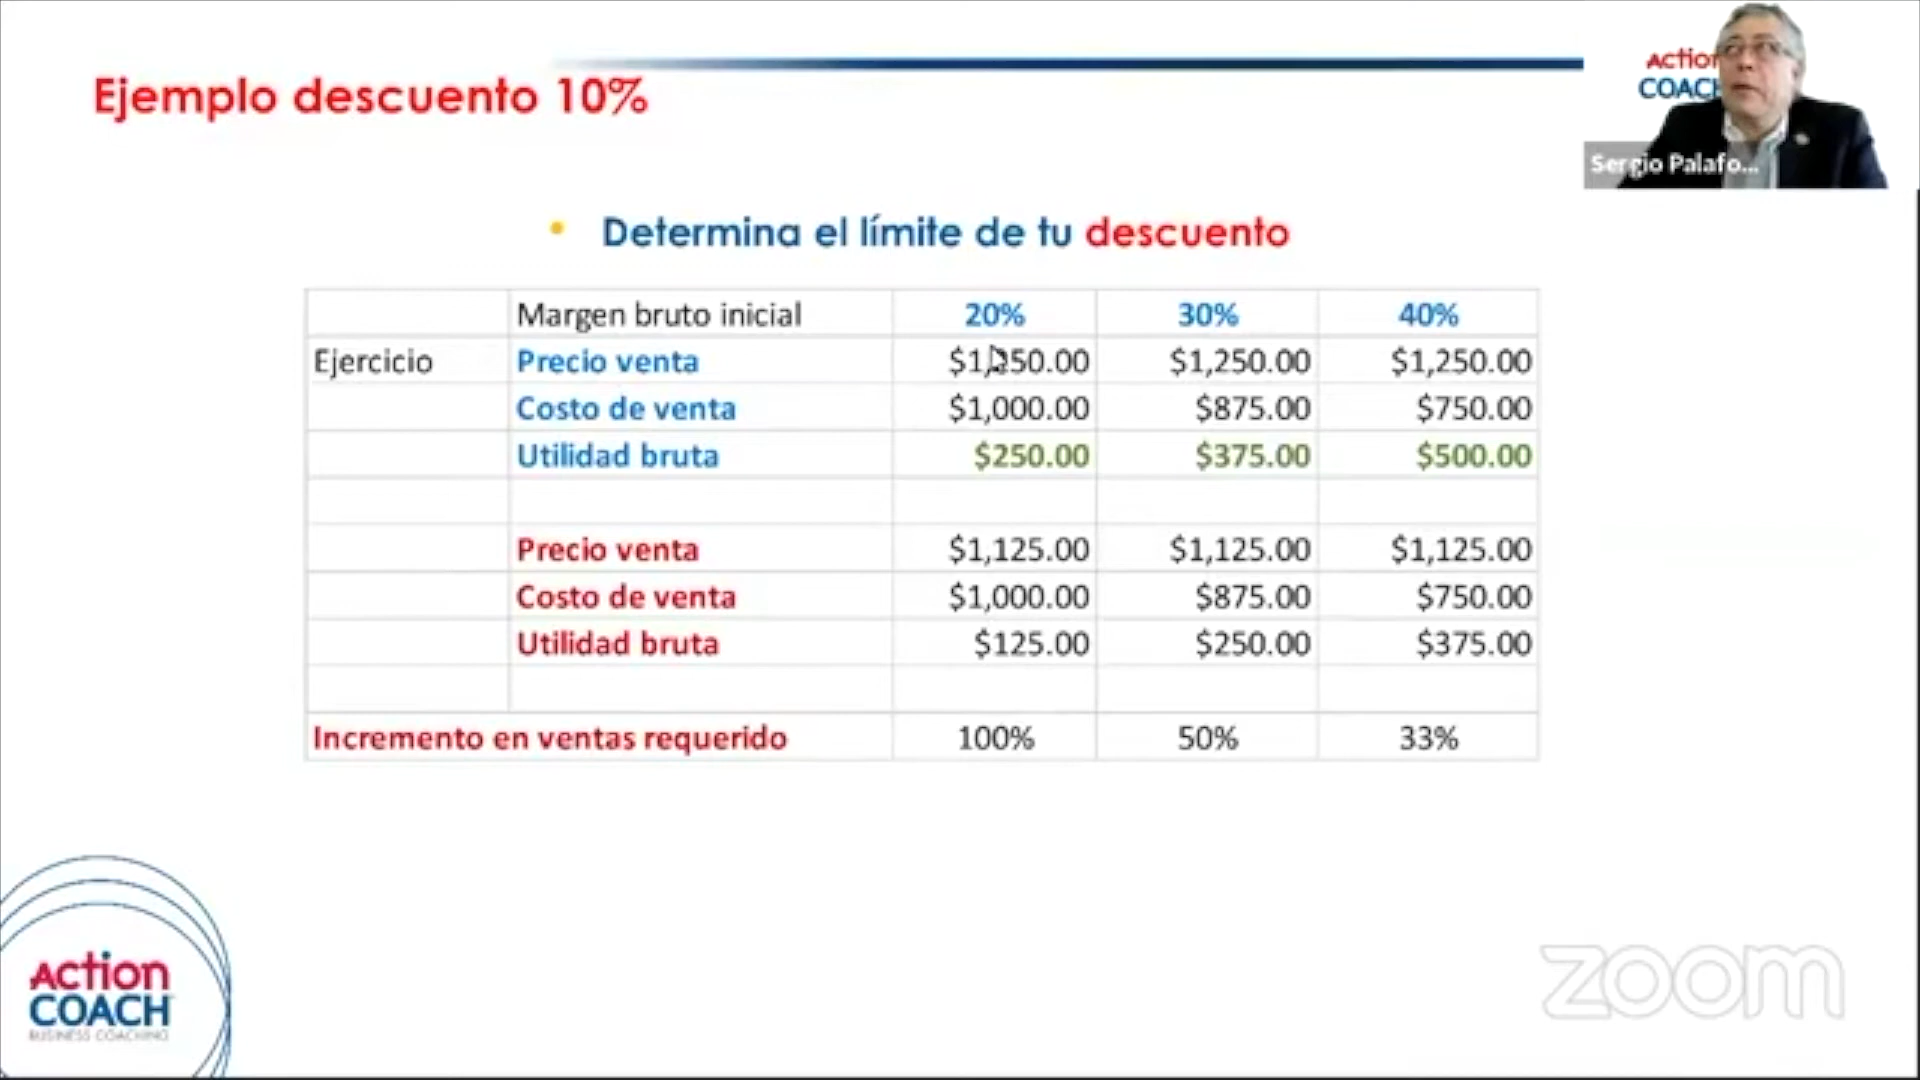 Ejemplo descuento 10%
ACTION
COACH
Sergio Palafo...
• Determina el límite de tu descuento
Margen bruto inicial 20% 30% 40%
Ejercicio Precio venta $1,250.00 $1,250.00 $1,250.00
Costo de venta $1,000.00 $875.00 $750.00
Utilidad bruta $250.00 $375.00 $500.00
Precio venta $1,125.00 $1,125.00 $1,125.00
Costo de venta $1,000.00 $875.00 $750.00
Utilidad bruta $125.00 $250.00 $375.00
Incremento en ventas requerido 100% 50% 33%
ACTION
COACH
BUSINESS COACHING
zoom